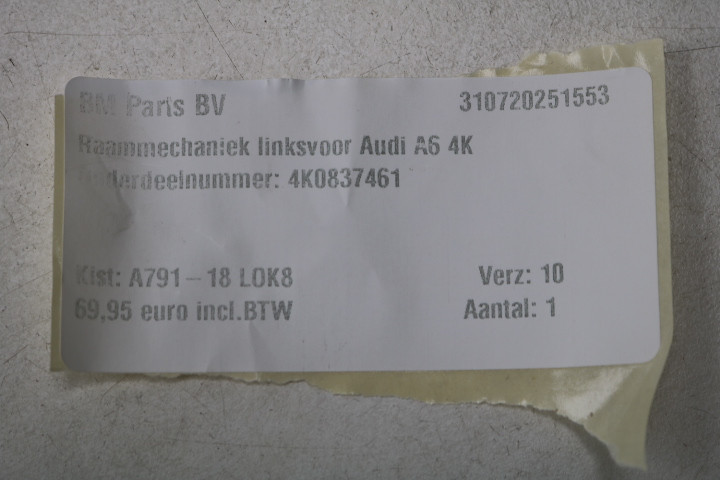 BM Parts BV 310720251553
Raammechaniek linksvoor Audi A6 4K
Onderdeelnummer: 4K0837461
Kist: A791-18 LOK8 Verz: 10
69,95 euro incl.BTW Aantal: 1